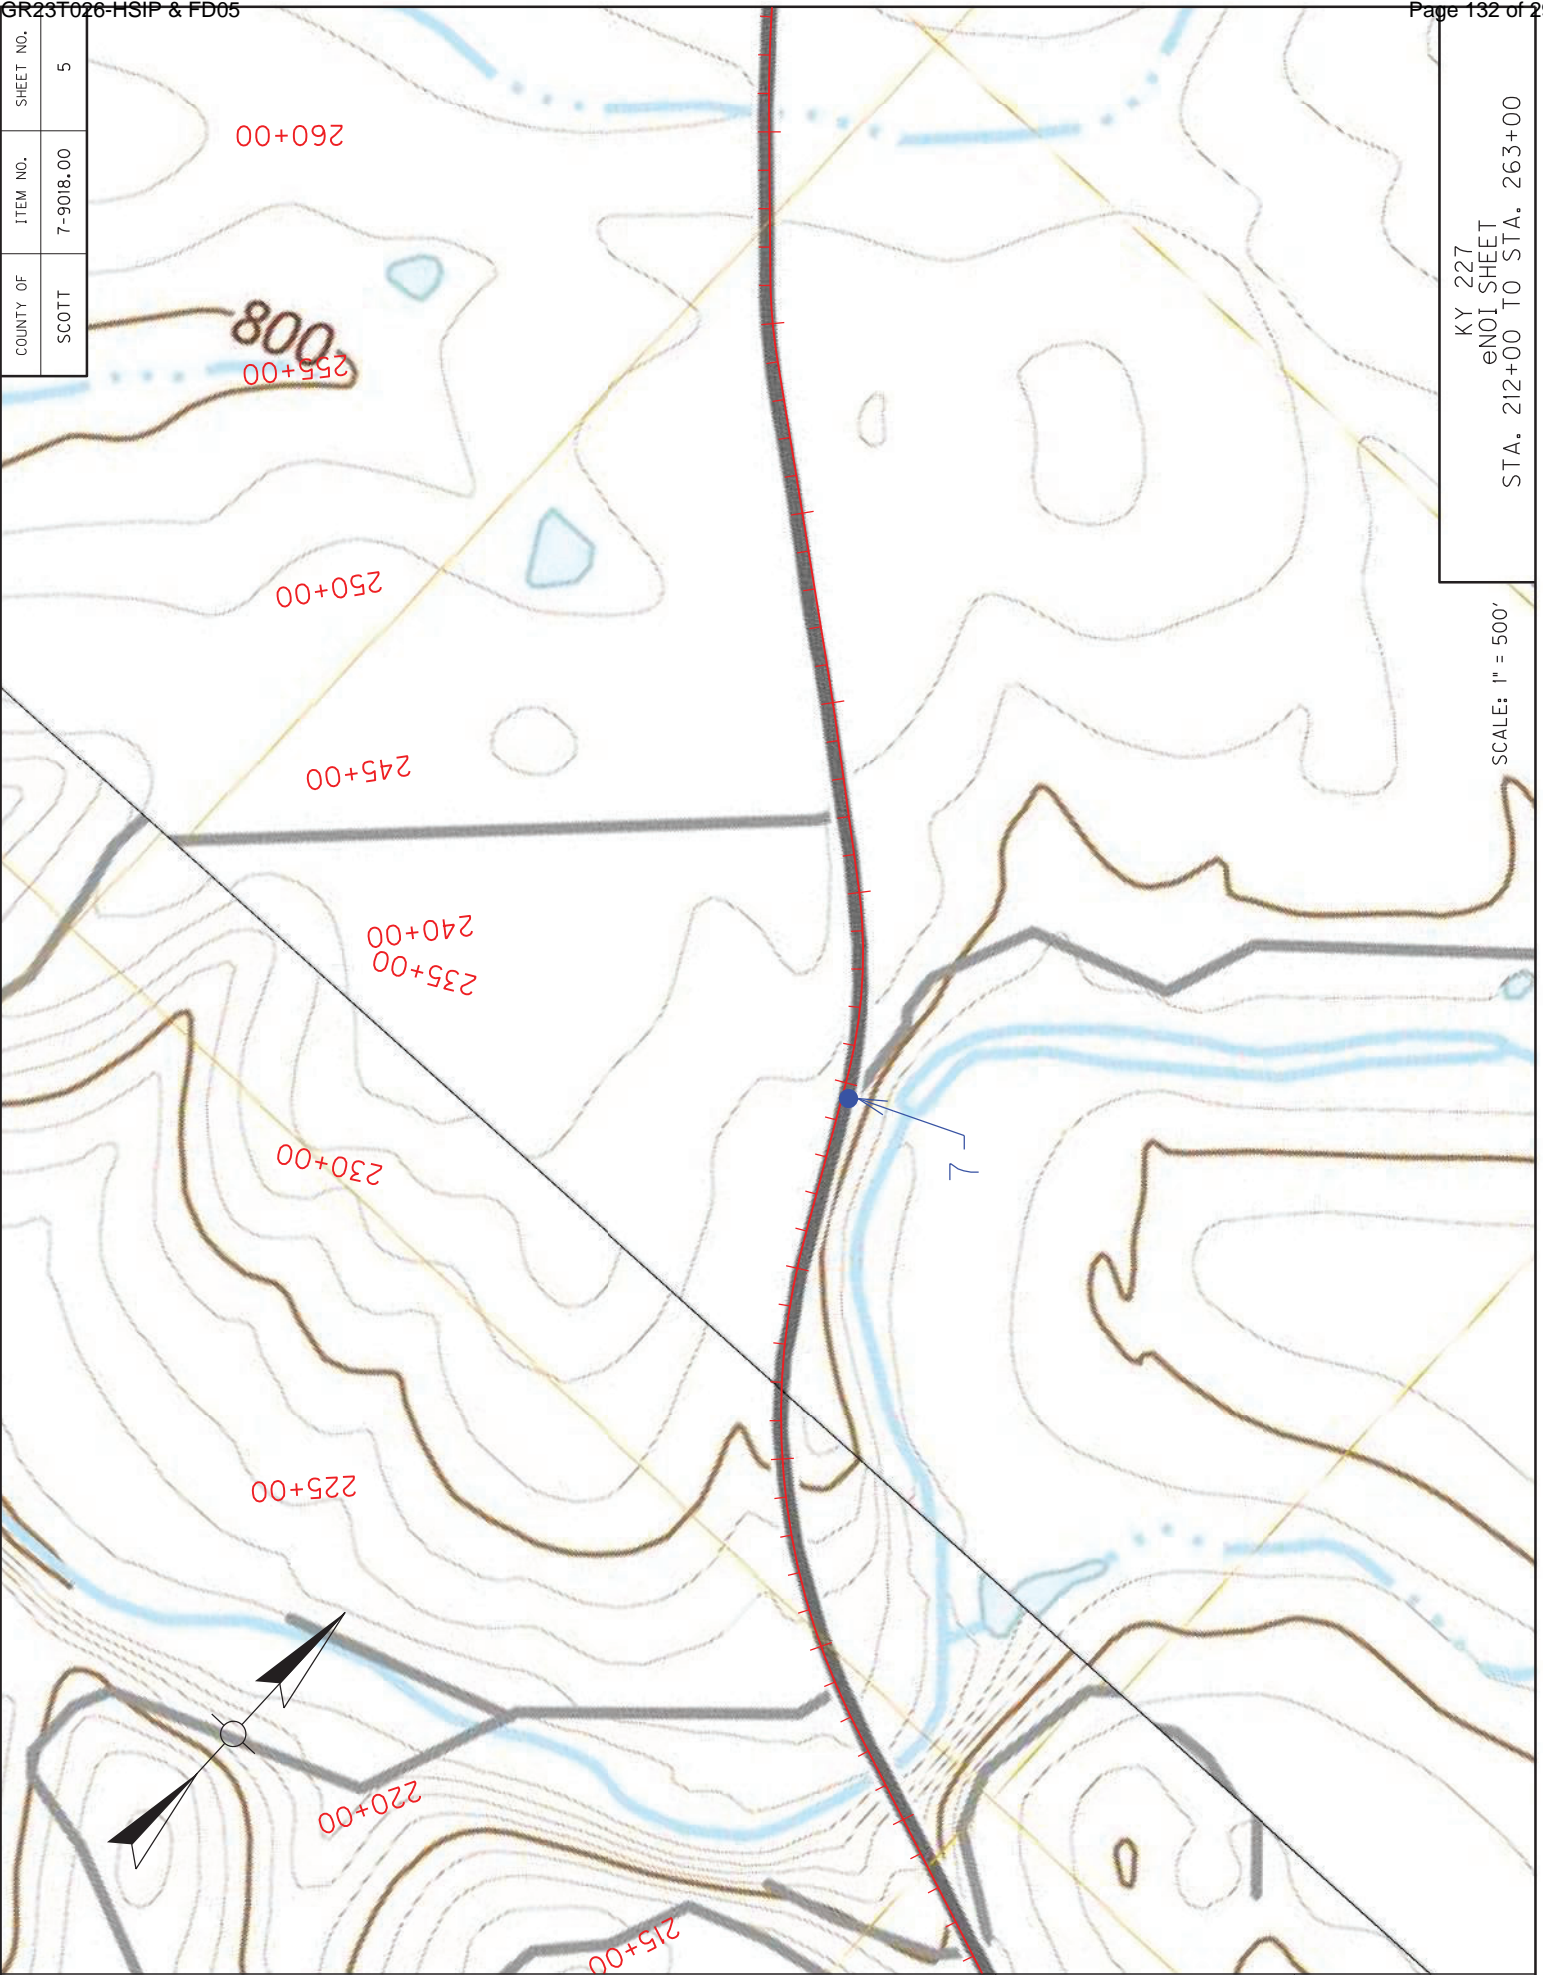 GR23T026-HSIP & FD05
Page 132 of 2
COUNTY OF
ITEM NO.
SHEET NO.
SCOTT
7-9018.00
5
KY 227
eNOI SHEET
STA. 212+00 TO STA. 263+00
SCALE: 1" = 500'
260+00
800
255+00
250+00
245+00
240+00
235+00
230+00
225+00
220+00
215+00
7